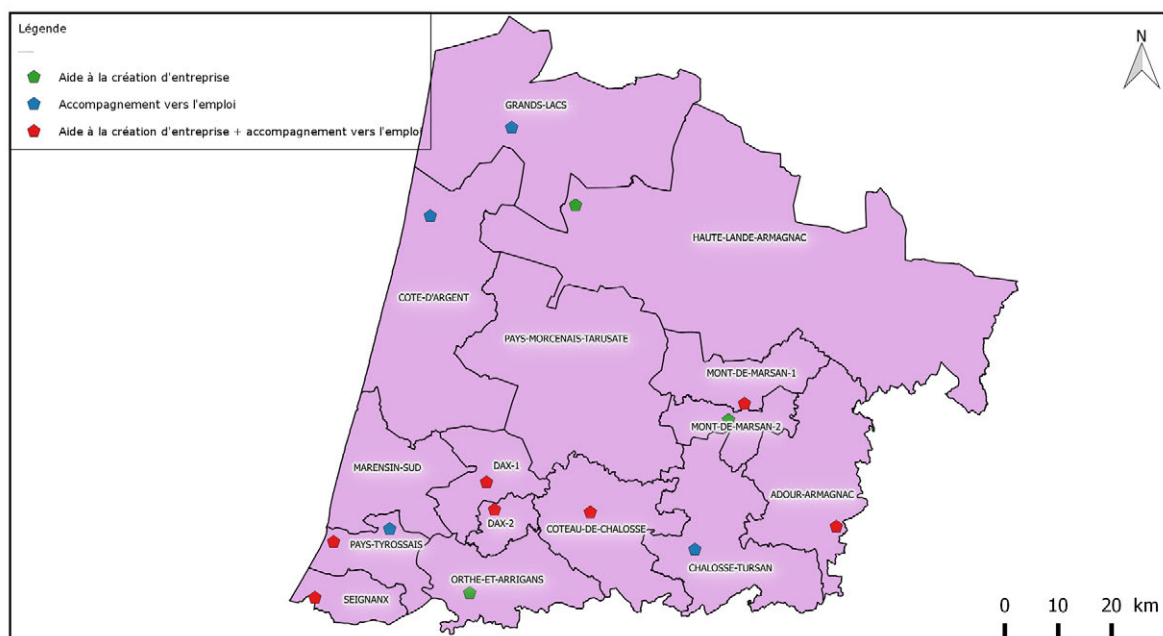 Légende
Aide à la création d'entreprise
Accompagnement vers l'emploi
Aide à la création d'entreprise + accompagnement vers l'emploi
N
GRANDS-LACS
HAUTE-LANDE-ARMAGNAC
COTE-D'ARGENT
PAYS-MORCENAIS-TARUSATE
MONT-DE-MARSAN-1
MONT-DE-MARSAN-2
MARENSIN-SUD
DAX-1
ADOUR-ARMAGNAC
DAX-2
COTEAU-DE-CHALOSSE
PAYS-TYROSSAIS
CHALOSSE-TURSAN
ORTHE-ET-ARRIGANS
SEIGNANX
0 10 20 km